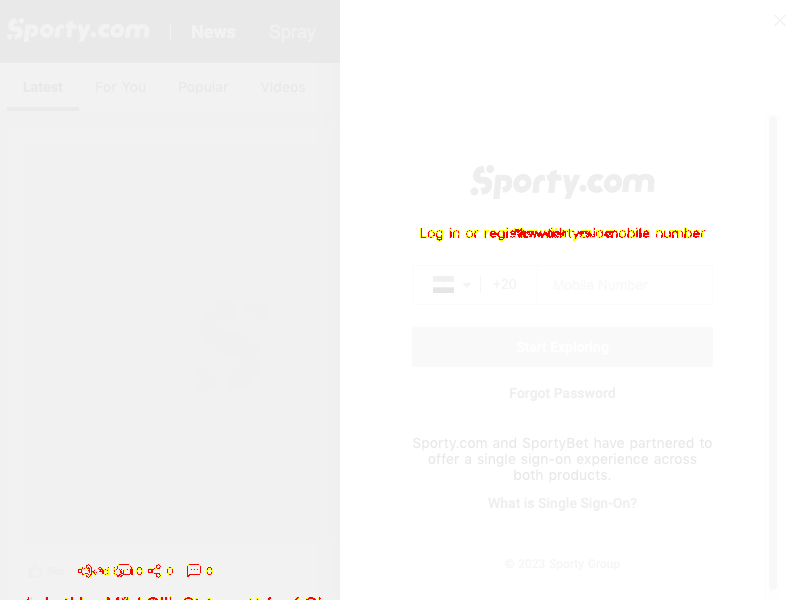 Sporty.com | News Spray
Latest For You Popular Videos
Sporty.com
Log in or register with your mobile number
+20 Mobile Number
Start Exploring
Forgot Password
Sporty.com and SportyBet have partnered to
offer a single sign-on experience across
both products.
What is Single Sign-On?
© 2023 Sporty Group
0 0 0